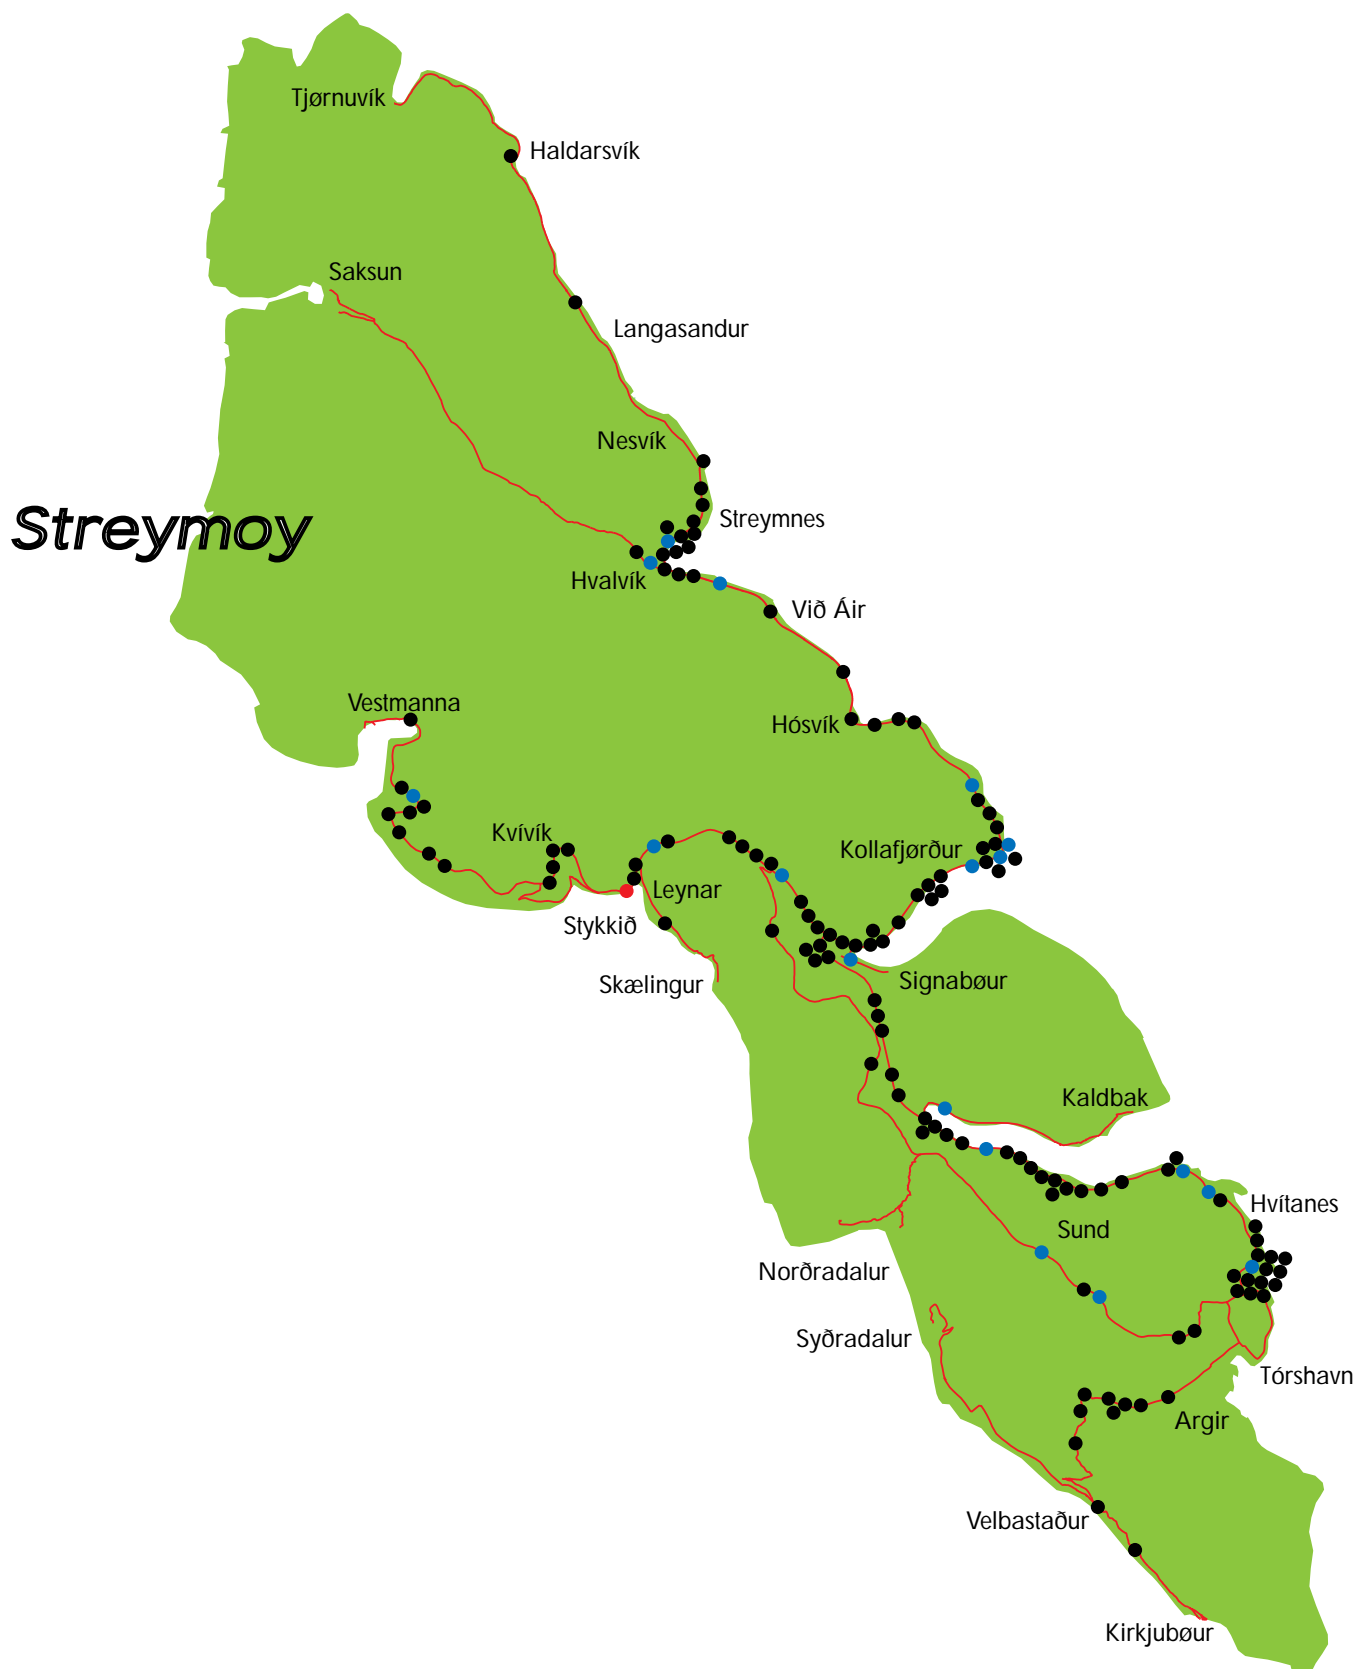 Tjørnuvík
Haldarsvík
Saksun
Langasandur
Nesvík
Streymoy
Streymnes
Hvalvík
Við Áir
Vestmanna
Hósvík
Kvívík
Kollafjørður
Leynar
Stykkið
Skælingur
Signabøur
Kaldbak
Hvítanes
Sund
Norðradalur
Syðradalur
Tórshavn
Argir
Velbastaður
Kirkjubøur